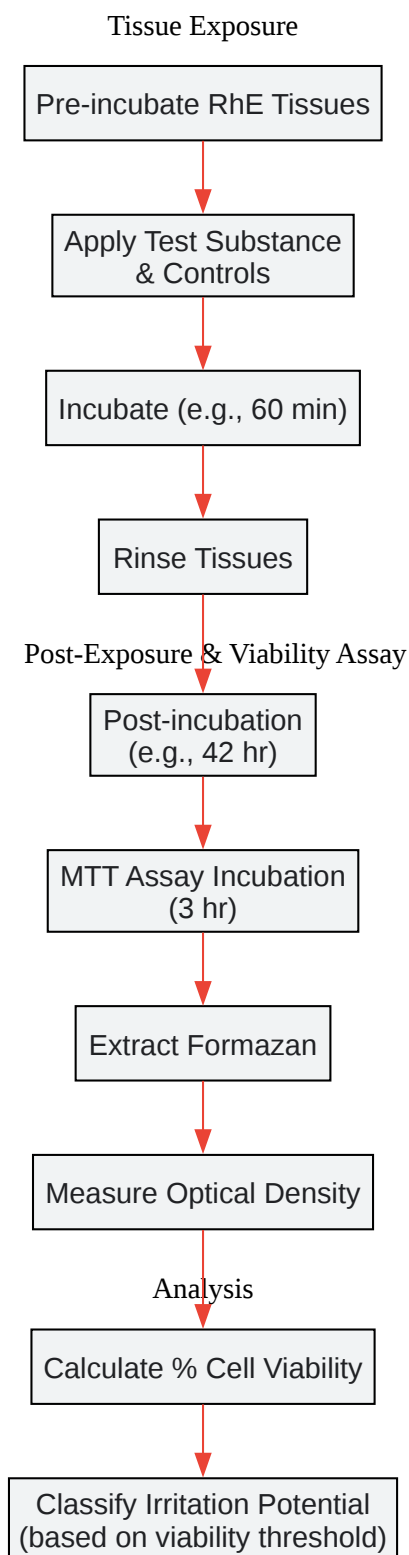 Tissue Exposure
Pre-incubate RhE Tissues
Apply Test Substance
& Controls
Incubate (e.g., 60 min)
Rinse Tissues
Post-Exposure & Viability Assay
Post-incubation
(e.g., 42 hr)
MTT Assay Incubation
(3 hr)
Extract Formazan
Measure Optical Density
Analysis
Calculate % Cell Viability
Classify Irritation Potential
(based on viability threshold)